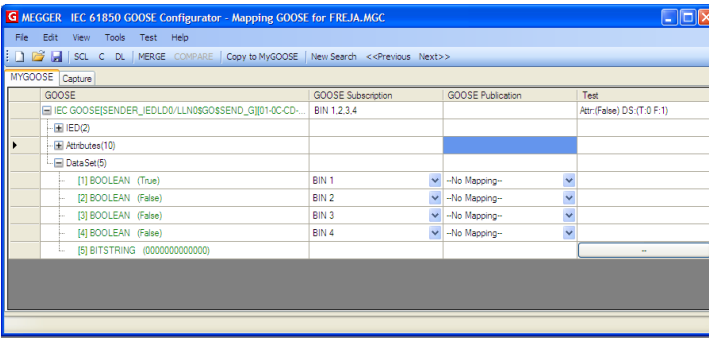 G MEGGER IEC 61850 GOOSE Configurator - Mapping GOOSE for FREJA.MGC
File Edit View Tools Test Help
SCL C DL MERGE COMPARE Copy to MyGOOSE New Search <<Previous Next>>
MYGOOSE Capture
GOOSE GOOSE Subscription GOOSE Publication Test
IEC GOOSE[SENDER_IEDLD0/LLN0$GO$SEND_G][01-0C-CD-... BIN 1,2,3,4 Attr:(False) DS:(T:0 F:1)
IED(2)
Attributes(10)
DataSet(5)
[1] BOOLEAN (True) BIN 1 --No Mapping--
[2] BOOLEAN (False) BIN 2 --No Mapping--
[3] BOOLEAN (False) BIN 3 --No Mapping--
[4] BOOLEAN (False) BIN 4 --No Mapping--
[5] BITSTRING (0000000000000) --